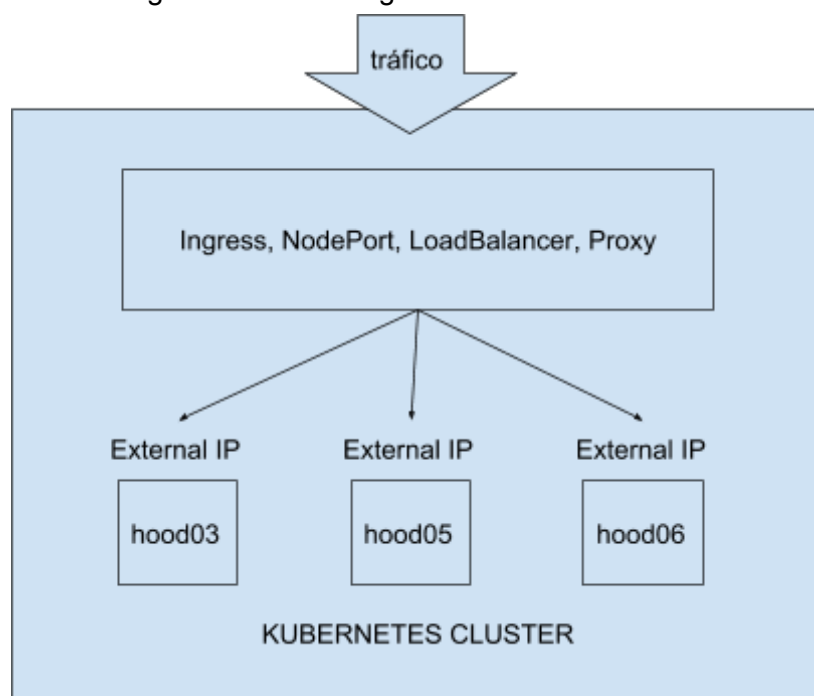 tráfico
Ingress, NodePort, LoadBalancer, Proxy
External IP External IP External IP
hood03 hood05 hood06
KUBERNETES CLUSTER